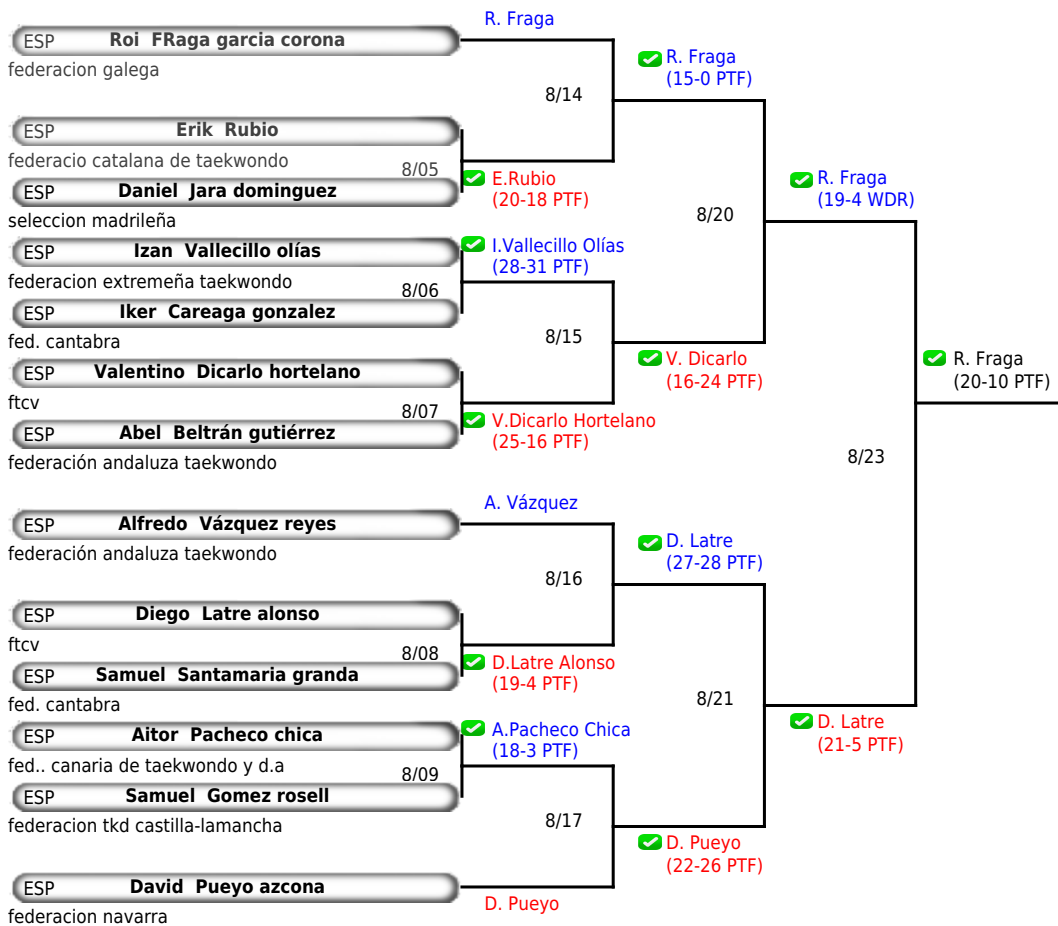 R. Fraga
ESP Roi FRaga garcia corona
federacion galega
R. Fraga
(15-0 PTF)
8/14
ESP Erik Rubio
federacio catalana de taekwondo
8/05
E.Rubio
(20-18 PTF)
ESP Daniel Jara dominguez
seleccion madrileña
R. Fraga
(19-4 WDR)
8/20
ESP Izan Vallecillo olías
I.Vallecillo Olías
(28-31 PTF)
federacion extremeña taekwondo
8/06
ESP Iker Careaga gonzalez
fed. cantabra
8/15
V. Dicarlo
(16-24 PTF)
R. Fraga
(20-10 PTF)
ESP Valentino Dicarlo hortelano
ftcv
8/07
V.Dicarlo Hortelano
(25-16 PTF)
ESP Abel Beltrán gutiérrez
federación andaluza taekwondo
8/23
A. Vázquez
ESP Alfredo Vázquez reyes
federación andaluza taekwondo
D. Latre
(27-28 PTF)
8/16
ESP Diego Latre alonso
ftcv
8/08
D.Latre Alonso
(19-4 PTF)
ESP Samuel Santamaria granda
fed. cantabra
8/21
D. Latre
(21-5 PTF)
ESP Aitor Pacheco chica
A.Pacheco Chica
(18-3 PTF)
fed.. canaria de taekwondo y d.a
8/09
ESP Samuel Gomez rosell
federacion tkd castilla-lamancha
8/17
D. Pueyo
(22-26 PTF)
ESP David Pueyo azcona
D. Pueyo
federacion navarra